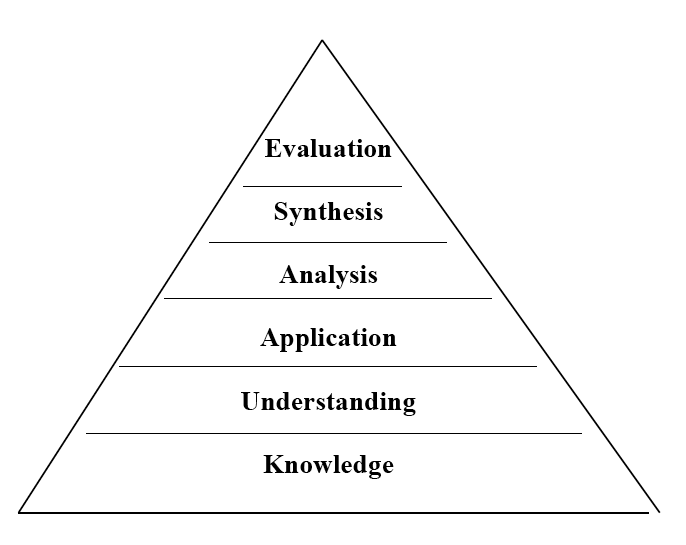 Evaluation
Synthesis
Analysis
Application
Understanding
Knowledge